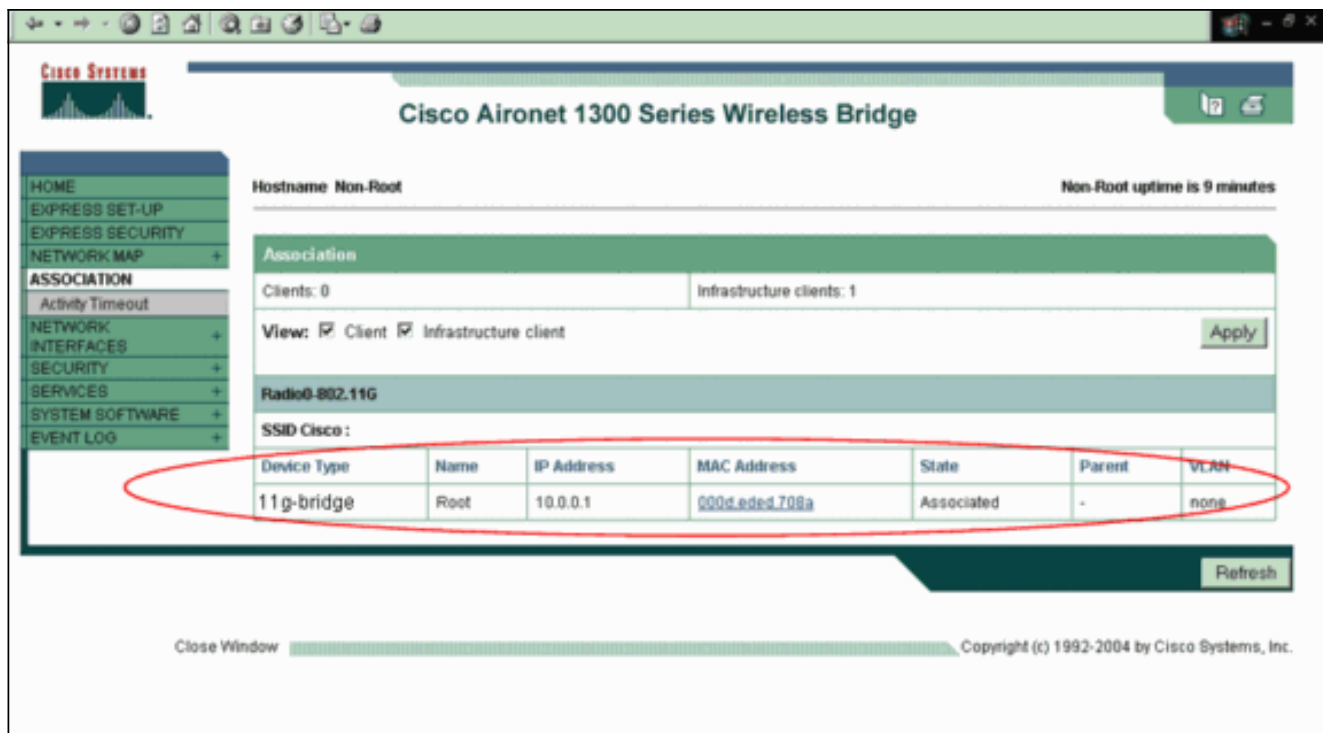 CISCO SYSTEMS
Cisco Aironet 1300 Series Wireless Bridge
HOME
EXPRESS SET-UP
EXPRESS SECURITY
NETWORK MAP +
ASSOCIATION
Activity Timeout
NETWORK INTERFACES +
SECURITY +
SERVICES +
SYSTEM SOFTWARE +
EVENT LOG +
Hostname Non-Root
Non-Root uptime is 9 minutes
Association
Clients: 0
Infrastructure clients: 1
View: Client Infrastructure client
Apply
Radio0-802.11G
SSID Cisco :
Device Type Name IP Address MAC Address State Parent VLAN
11g-bridge Root 10.0.0.1 000d.eded.708a Associated - none
Refresh
Close Window
Copyright (c) 1992-2004 by Cisco Systems, Inc.